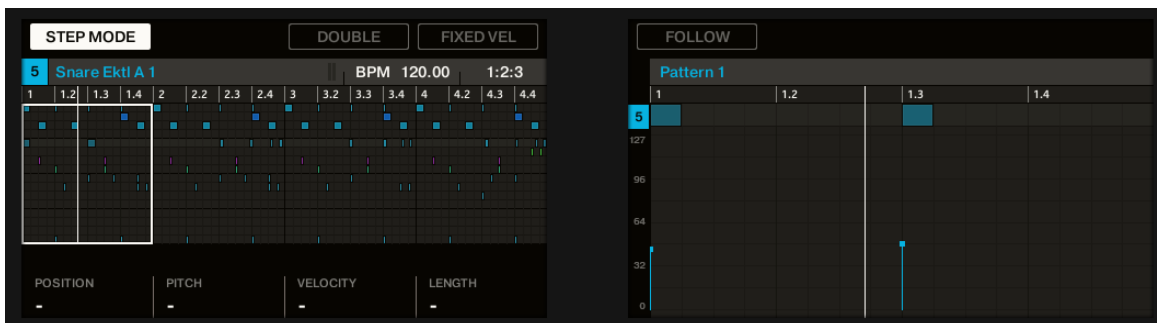 STEP MODE DOUBLE FIXED VEL
5 Snare Ektl A 1 BPM 120.00 1:2:3
1 1.2 1.3 1.4 2 2.2 2.3 2.4 3 3.2 3.3 3.4 4 4.2 4.3 4.4
POSITION PITCH VELOCITY LENGTH
- - - -
FOLLOW
Pattern 1
1 1.2 1.3 1.4
5
127
96
64
32
0